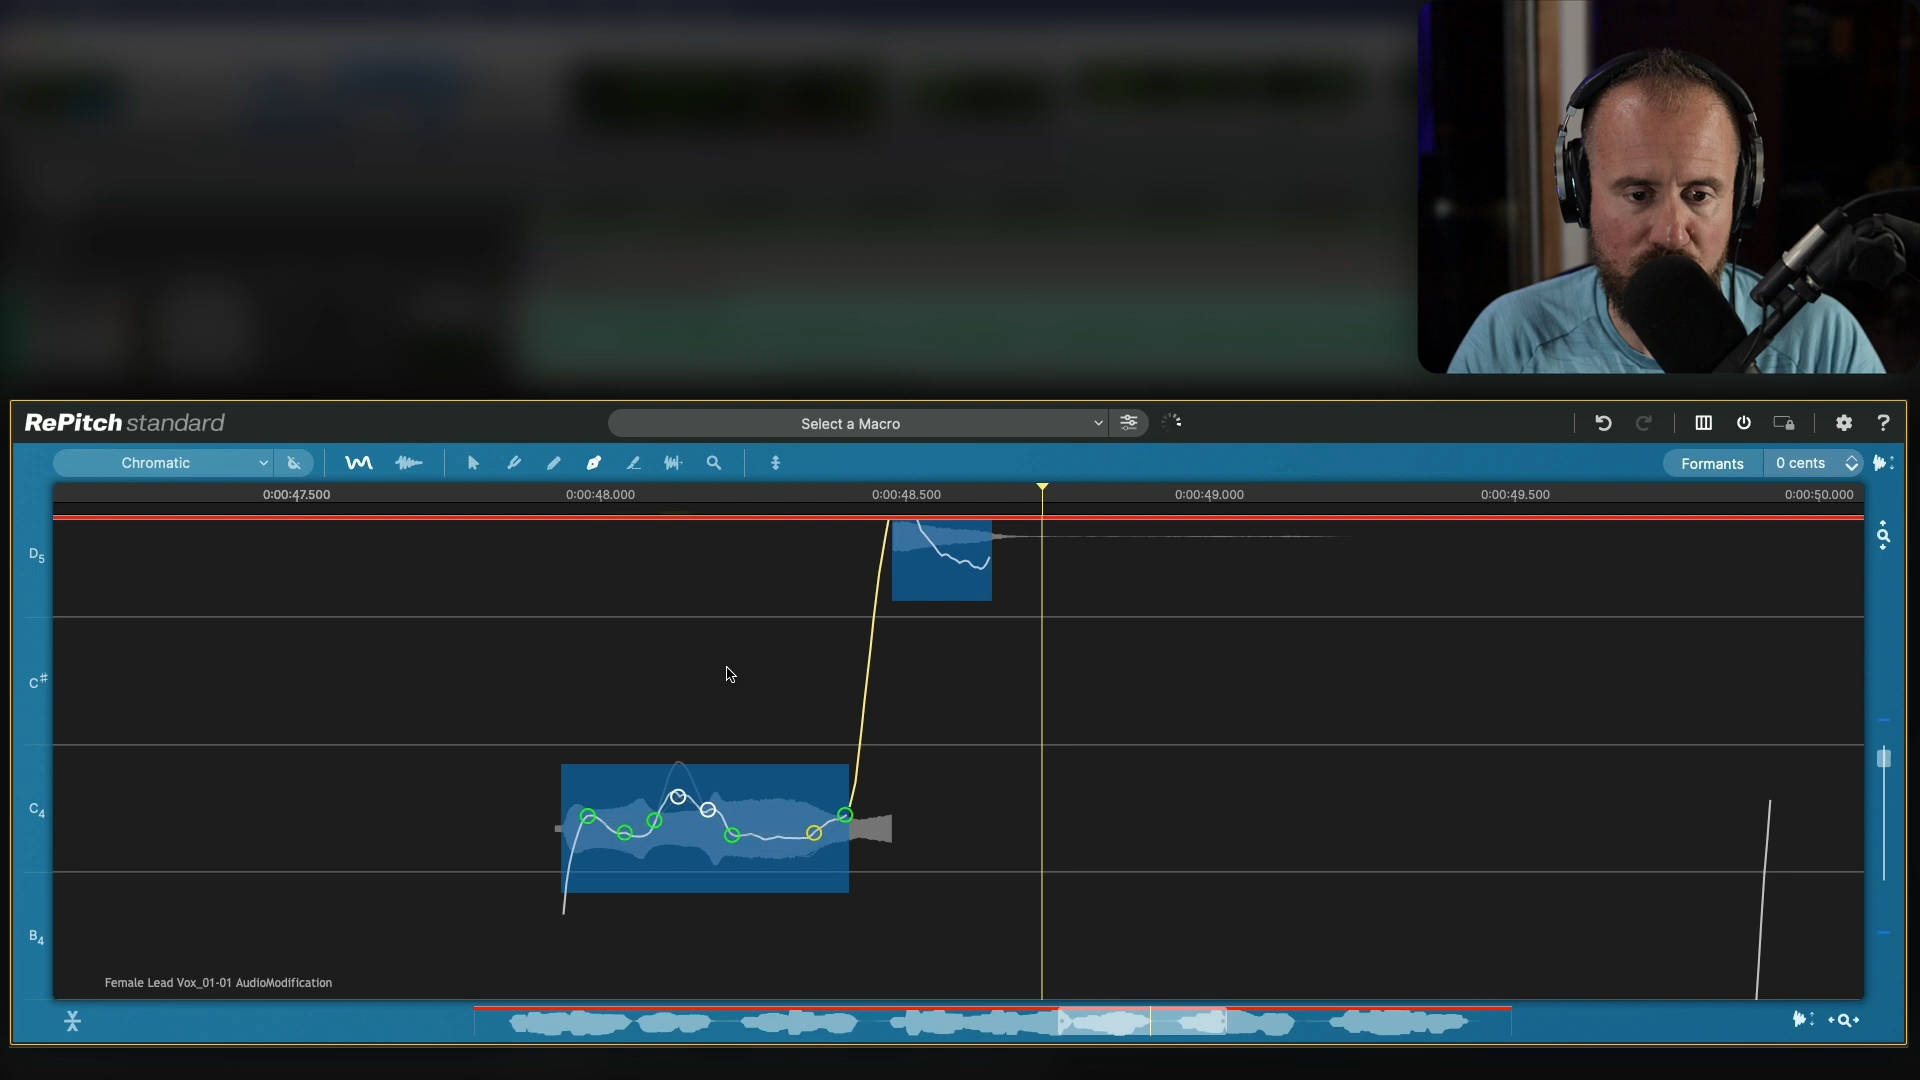 RePitch standard
Select a Macro
?
Chromatic
Formants
0 cents
0:00:47.500
0:00:48.000
0:00:48.500
0:00:49.000
0:00:49.500
0:00:50.000
D5
C#
C4
B4
Female Lead Vox_01-01 AudioModification